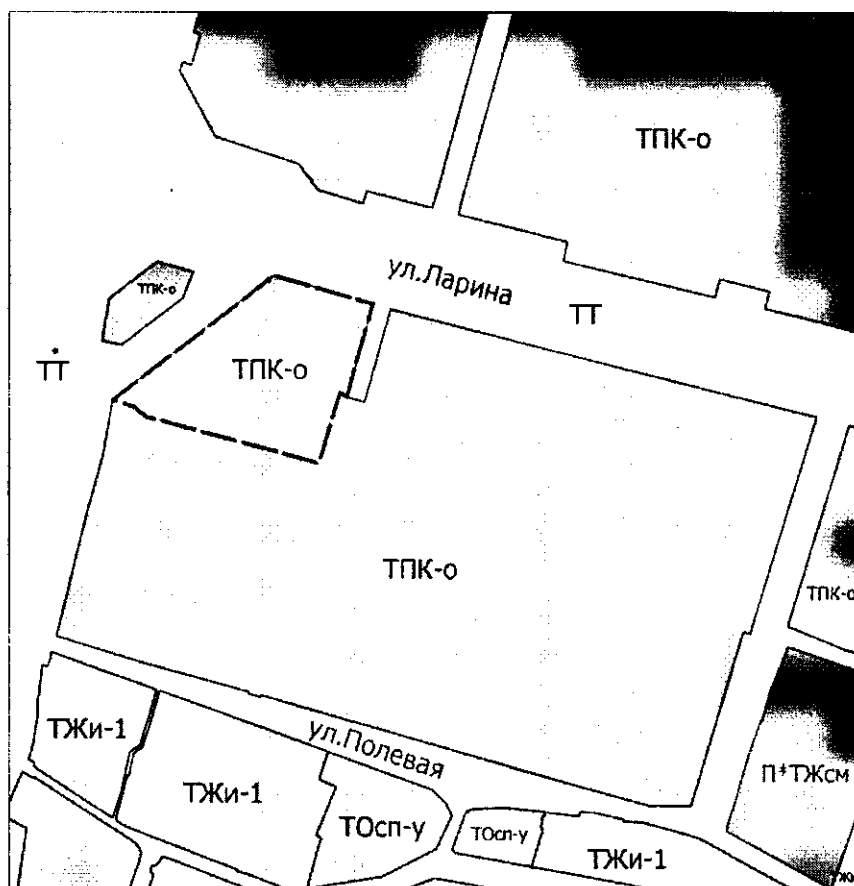 ТПК-о
ул.Ларина
ТПК-о
ТТ
ТТ
ТПК-о
ТПК-о
ТПК-о
ТЖи-1
ул.Полевая
П*ТЖсм
ТЖи-1
ТОсп-у
ТОсп-у
ТЖи-1